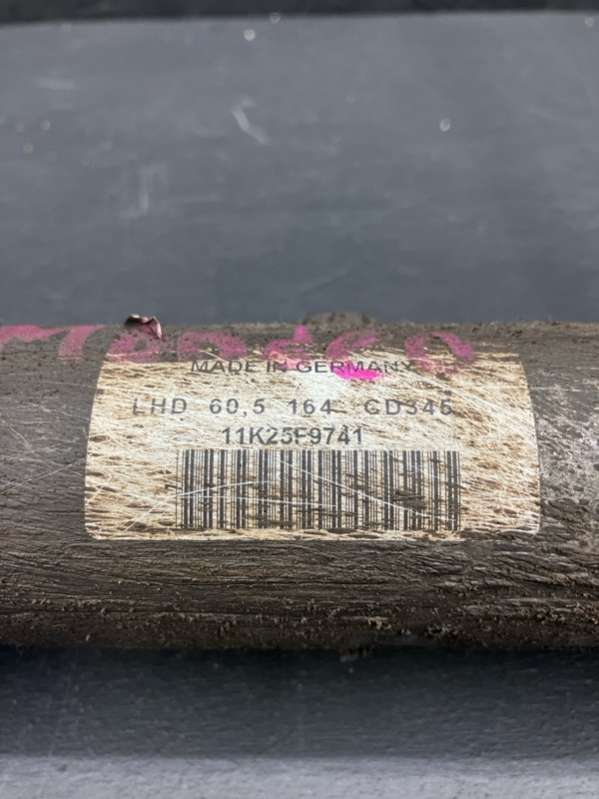 MADE IN GERMANY
LHD 60,5 164 CD345
11K25F9741